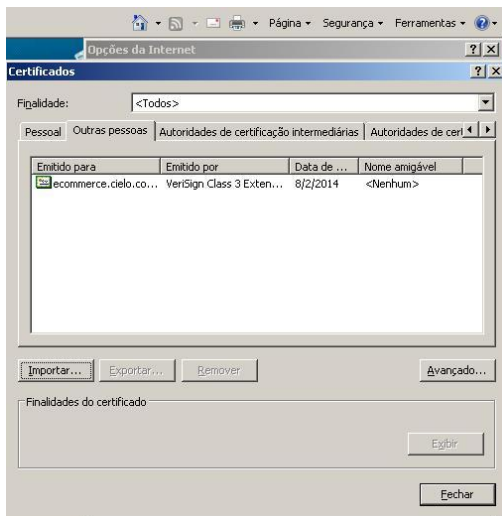 Página Segurança Ferramentas
Opções da Internet
Certificados
Finalidade: <Todos>
Pessoal Outras pessoas Autoridades de certificação intermediárias Autoridades de cert
Emitido para Emitido por Data de ... Nome amigável
ecommerce.cielo.co... VeriSign Class 3 Exten... 8/2/2014 <Nenhum>
Importar... Exportar... Remover Avançado...
Finalidades do certificado
Exibir
Fechar